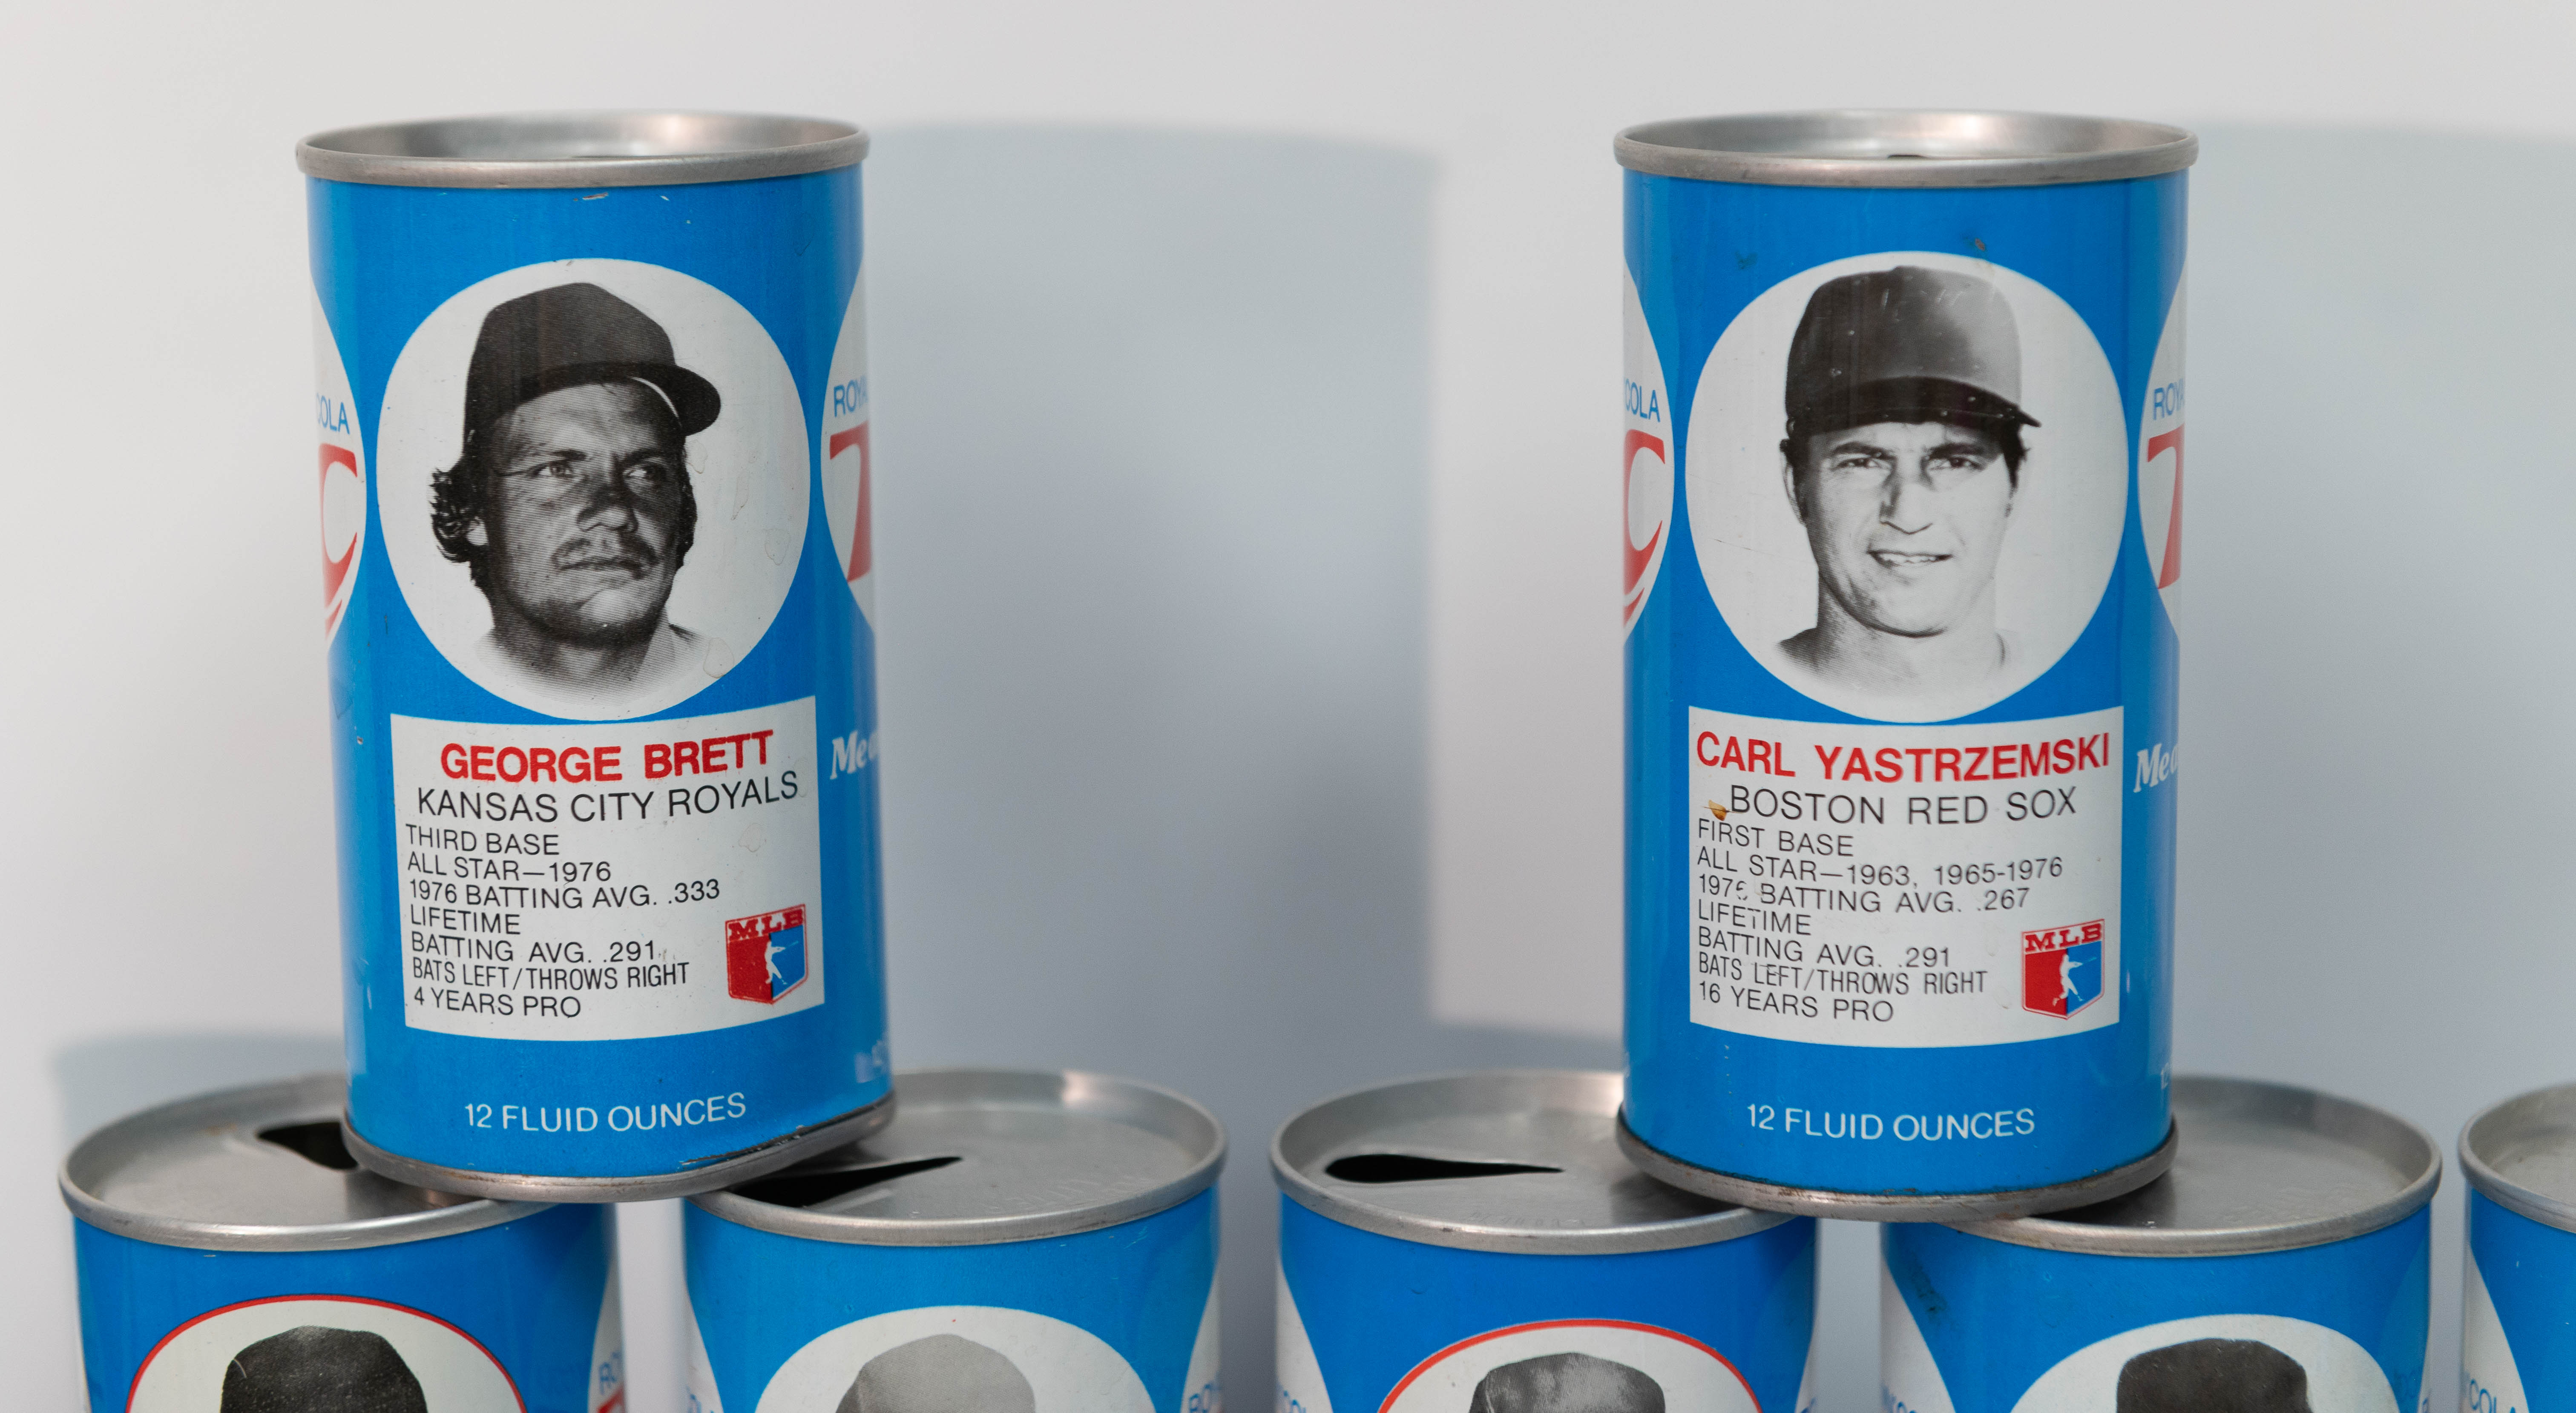 GEORGE BRETT
KANSAS CITY ROYALS
THIRD BASE
ALL STAR—1976
1976 BATTING AVG. .333
LIFETIME
BATTING AVG. .291
BATS LEFT/THROWS RIGHT
4 YEARS PRO
MLB
12 FLUID OUNCES
COLA
C
CARL YASTRZEMSKI
BOSTON RED SOX
FIRST BASE
ALL STAR—1963, 1965-1976
1976 BATTING AVG. .267
LIFETIME
BATTING AVG. .291
BATS LEFT/THROWS RIGHT
16 YEARS PRO
MLB
12 FLUID OUNCES
COLA
C